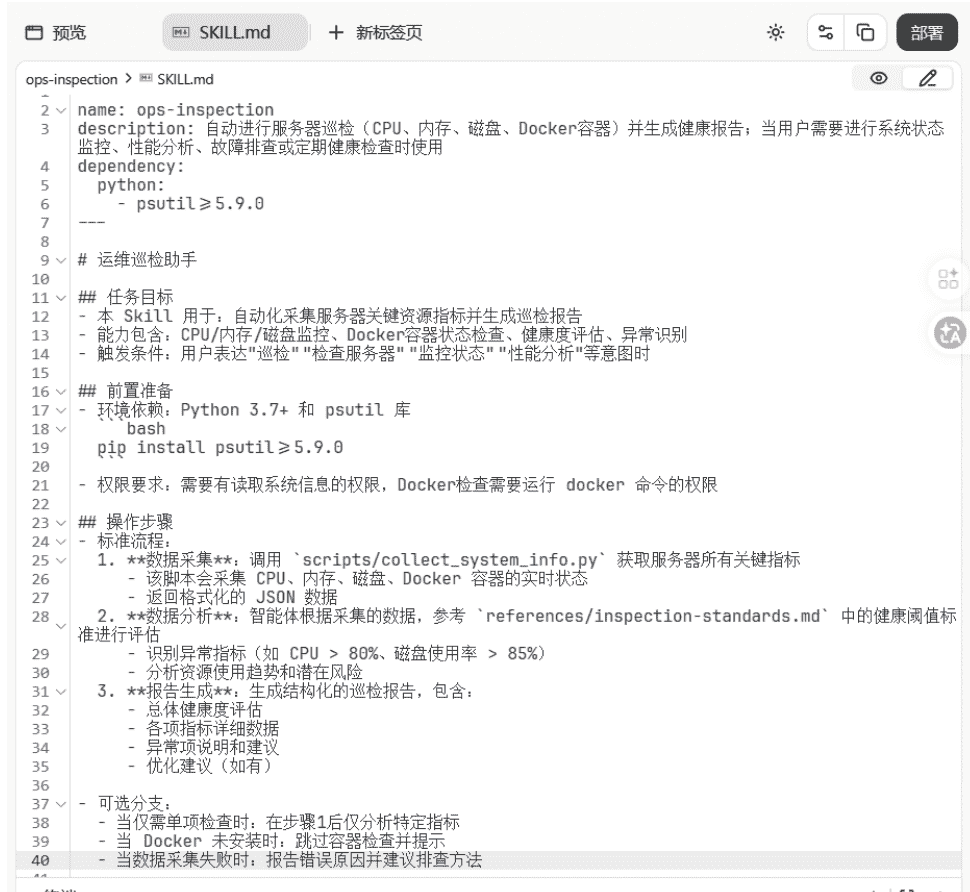 预览
SKILL.md
+ 新标签页
部署
ops-inspection > SKILL.md
2 name: ops-inspection
3 description: 自动进行服务器巡检（CPU、内存、磁盘、Docker容器）并生成健康报告；当用户需要进行系统状态
监控、性能分析、故障排查或定期健康检查时使用
4 dependency:
5 python:
6 - psutil>=5.9.0
7 ---
8
9 # 运维巡检助手
10
11 ## 任务目标
12 - 本 Skill 用于：自动化采集服务器关键资源指标并生成巡检报告
13 - 能力包含：CPU/内存/磁盘监控、Docker容器状态检查、健康度评估、异常识别
14 - 触发条件：用户表达"巡检""检查服务器""监控状态""性能分析"等意图时
15
16 ## 前置准备
17 - 环境依赖：Python 3.7+ 和 psutil 库
18 ```bash
19 pip install psutil>=5.9.0
20 ```
21 - 权限要求：需要有读取系统信息的权限，Docker检查需要运行 docker 命令的权限
22
23 ## 操作步骤
24 - 标准流程：
25 1. **数据采集**：调用 `scripts/collect_system_info.py` 获取服务器所有关键指标
26 - 该脚本会采集 CPU、内存、磁盘、Docker 容器的实时状态
27 - 返回格式化的 JSON 数据
28 2. **数据分析**：智能体根据采集的数据，参考 `references/inspection-standards.md` 中的健康阈值标
准进行评估
29 - 识别异常指标（如 CPU > 80%、磁盘使用率 > 85%）
30 - 分析资源使用趋势和潜在风险
31 3. **报告生成**：生成结构化的巡检报告，包含：
32 - 总体健康度评估
33 - 各项指标详细数据
34 - 异常项说明和建议
35 - 优化建议（如有）
36
37 - 可选分支：
38 - 当仅需单项检查时：在步骤1后仅分析特定指标
39 - 当 Docker 未安装时：跳过容器检查并提示
40 - 当数据采集失败时：报告错误原因并建议排查方法